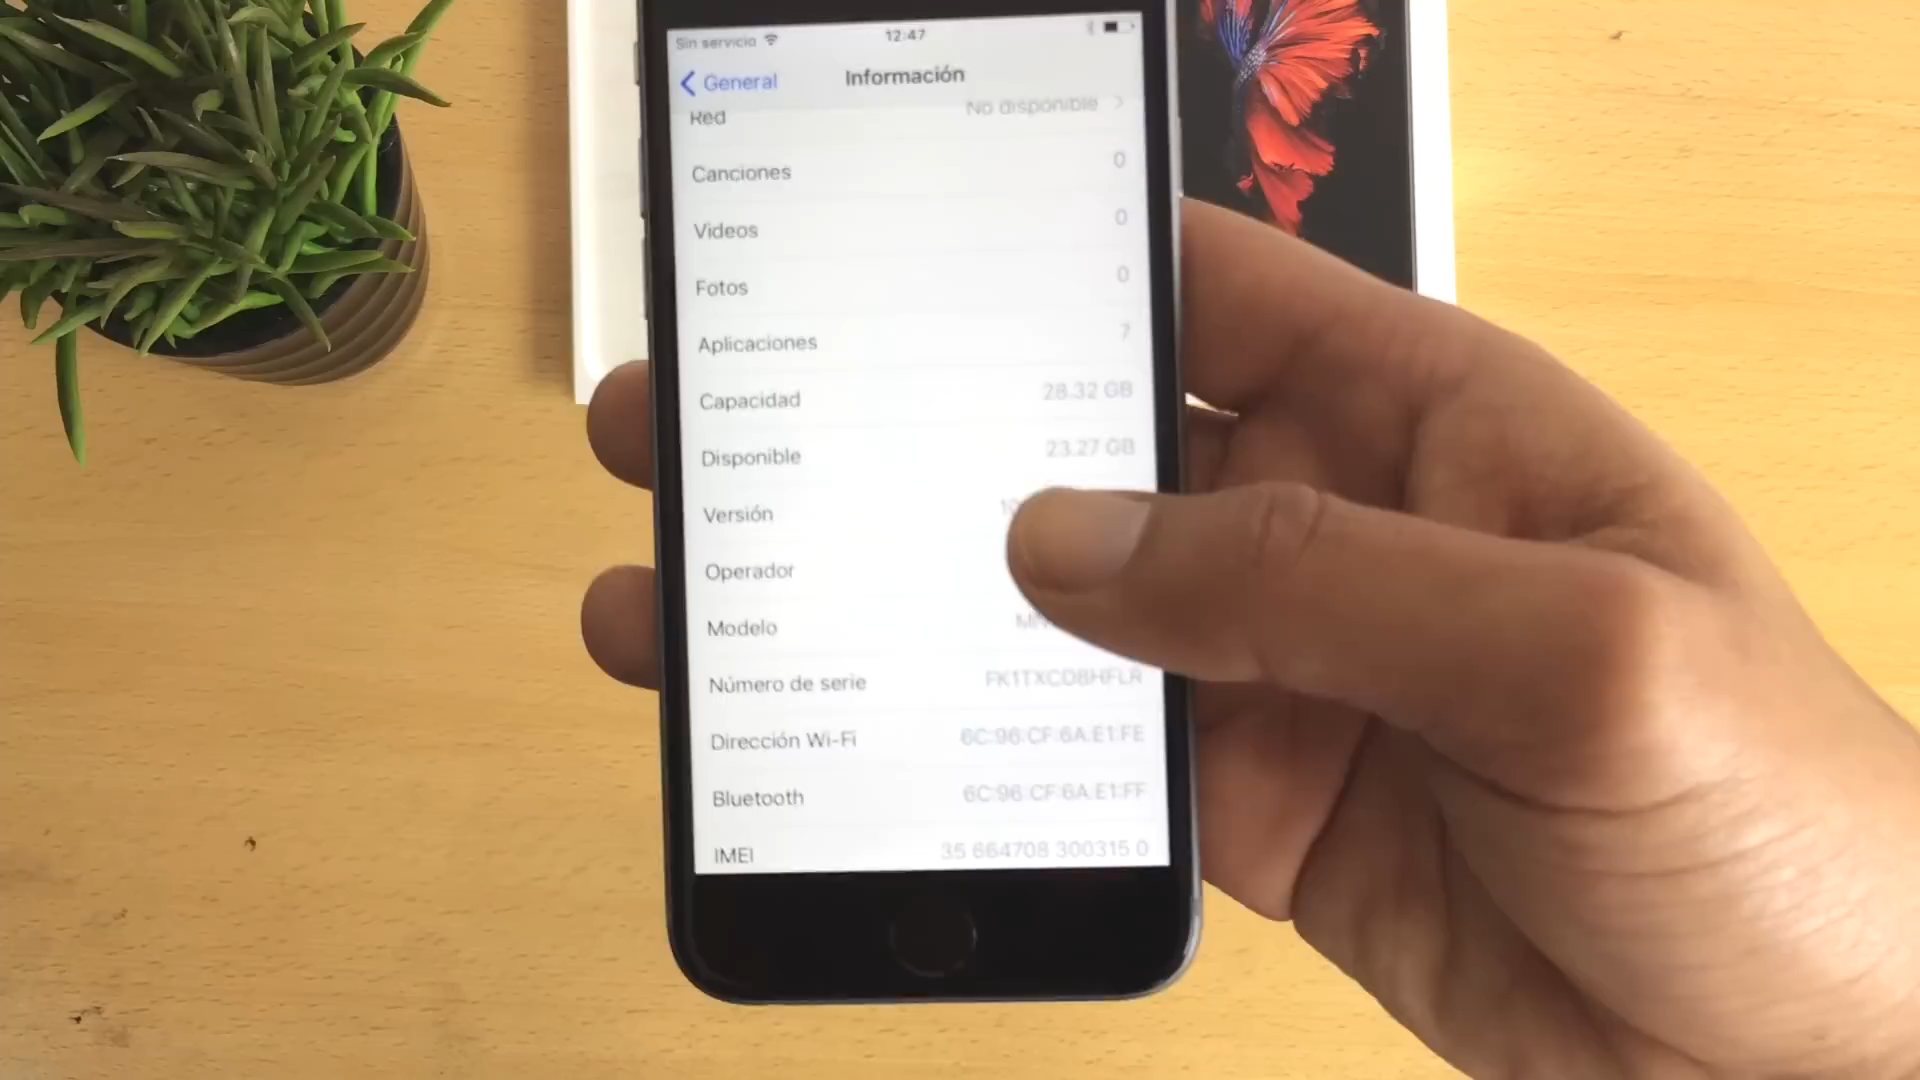 Sin servicio
12:47
General
Información
Red No disponible
Canciones 0
Videos 0
Fotos 0
Aplicaciones 7
Capacidad 28.32 GB
Disponible 23.27 GB
Versión
Operador
Modelo
Número de serie FK1TXCD8HFLR
Dirección Wi-Fi 6C:96:CF:6A:E1:FE
Bluetooth 6C:96:CF:6A:E1:FF
IMEI 35 664708 300315 0